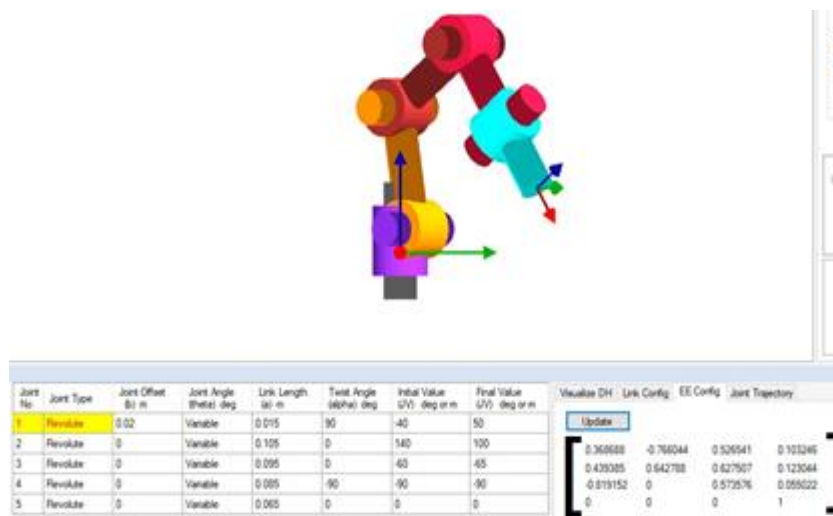 Joint No Joint Type Joint Offset (b) m Joint Angle (theta) deg Link Length (a) m Twist Angle (alpha) deg Initial Value (JV) deg or m Final Value (JV) deg or m
1 Revolute 0.02 Variable 0.015 90 -40 50
2 Revolute 0 Variable 0.105 0 140 100
3 Revolute 0 Variable 0.095 0 -60 -65
4 Revolute 0 Variable 0.085 -90 -90 -90
5 Revolute 0 Variable 0.065 0 0 0
Visualize DH Link Config EE Config Joint Trajectory
Update
0.368688 -0.766044 0.526541 0.103246
0.439385 0.642788 0.627507 0.123044
-0.819152 0 0.573576 0.055022
0 0 0 1